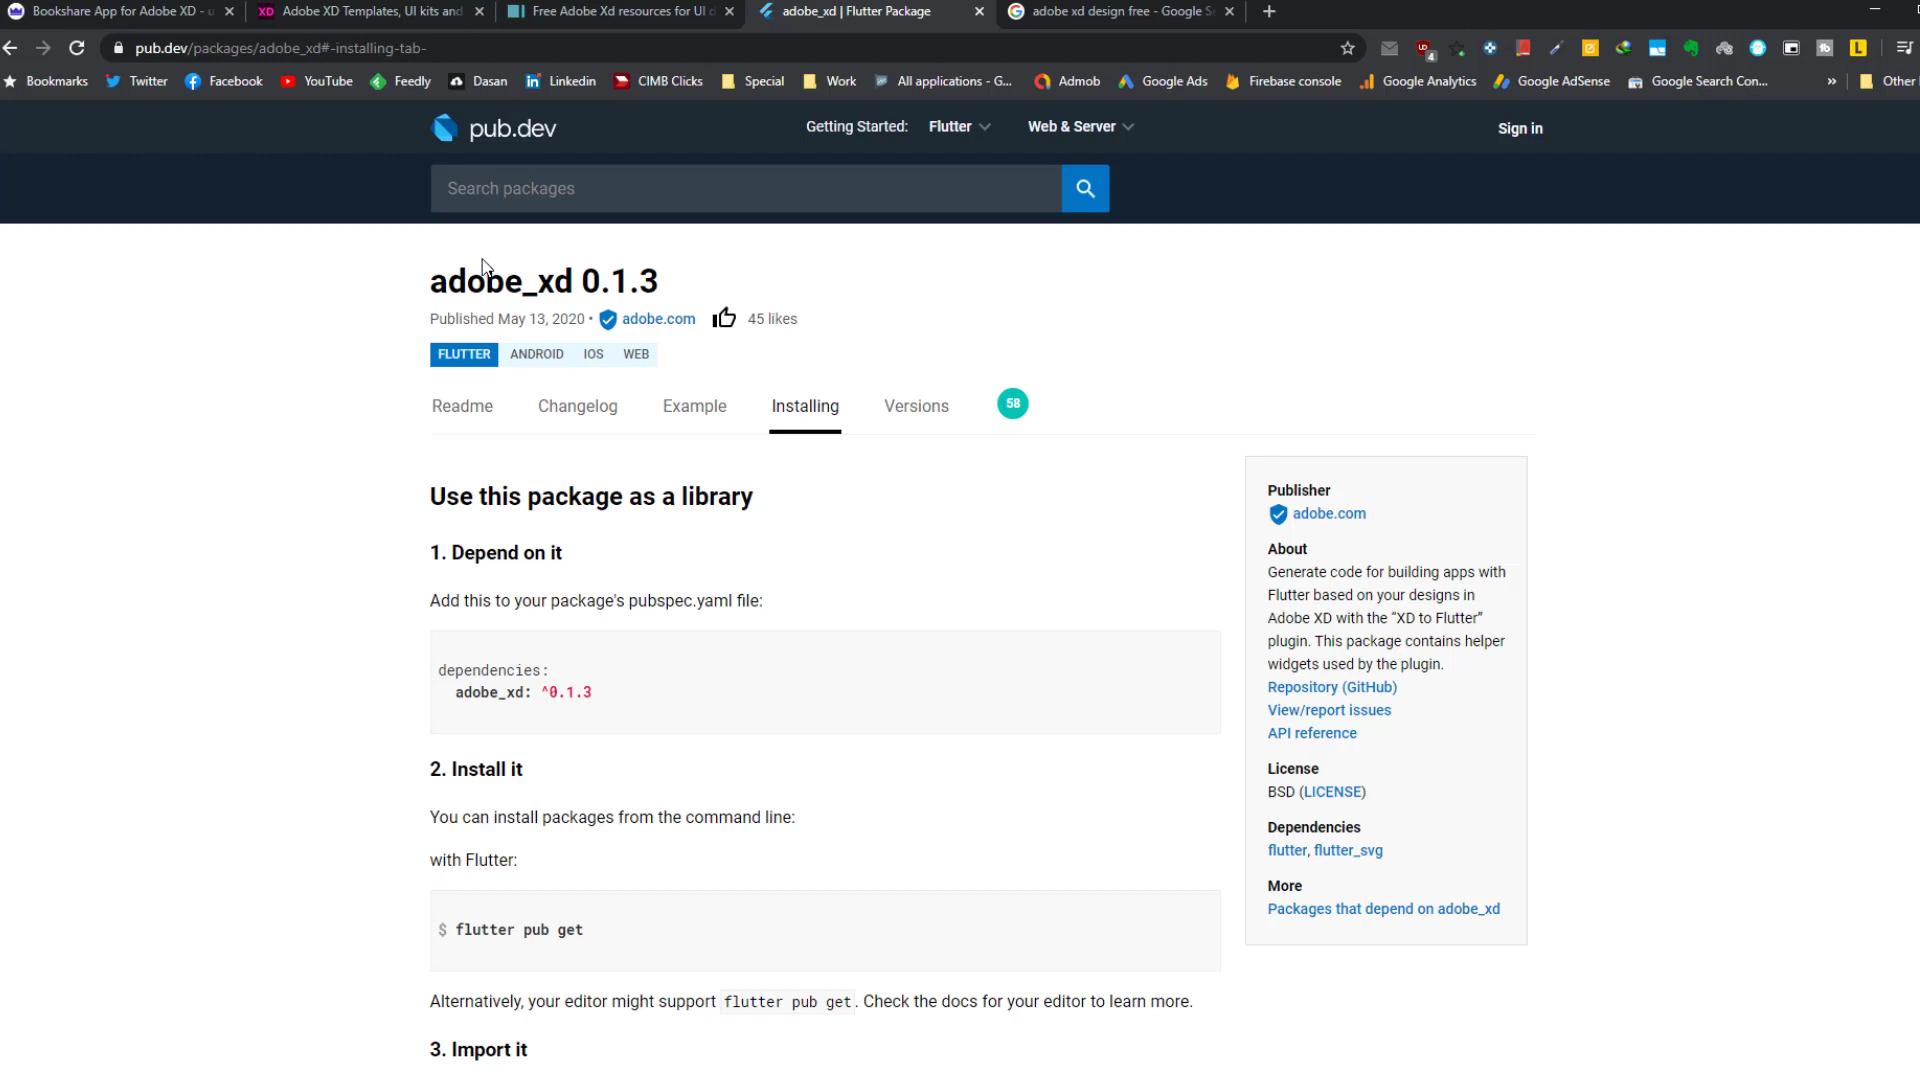 Bookshare App for Adobe XD - u
Adobe XD Templates, UI kits and
Free Adobe Xd resources for UI d
adobe_xd | Flutter Package
adobe xd design free - Google S
pub.dev/packages/adobe_xd#-installing-tab-
4
Bookmarks
Twitter
Facebook
YouTube
Feedly
Dasan
Linkedin
CIMB Clicks
Special
Work
All applications - G...
Admob
Google Ads
Firebase console
Google Analytics
Google AdSense
Google Search Con...
»
Other
pub.dev
Getting Started:
Flutter
Web & Server
Sign in
Search packages
adobe_xd 0.1.3
Published May 13, 2020 • adobe.com 45 likes
FLUTTER ANDROID IOS WEB
Readme
Changelog
Example
Installing
Versions
58
Use this package as a library
1. Depend on it
Add this to your package's pubspec.yaml file:
dependencies:
adobe_xd: ^0.1.3
2. Install it
You can install packages from the command line:
with Flutter:
$ flutter pub get
Alternatively, your editor might support flutter pub get. Check the docs for your editor to learn more.
3. Import it
Publisher
adobe.com
About
Generate code for building apps with
Flutter based on your designs in
Adobe XD with the “XD to Flutter”
plugin. This package contains helper
widgets used by the plugin.
Repository (GitHub)
View/report issues
API reference
License
BSD (LICENSE)
Dependencies
flutter, flutter_svg
More
Packages that depend on adobe_xd